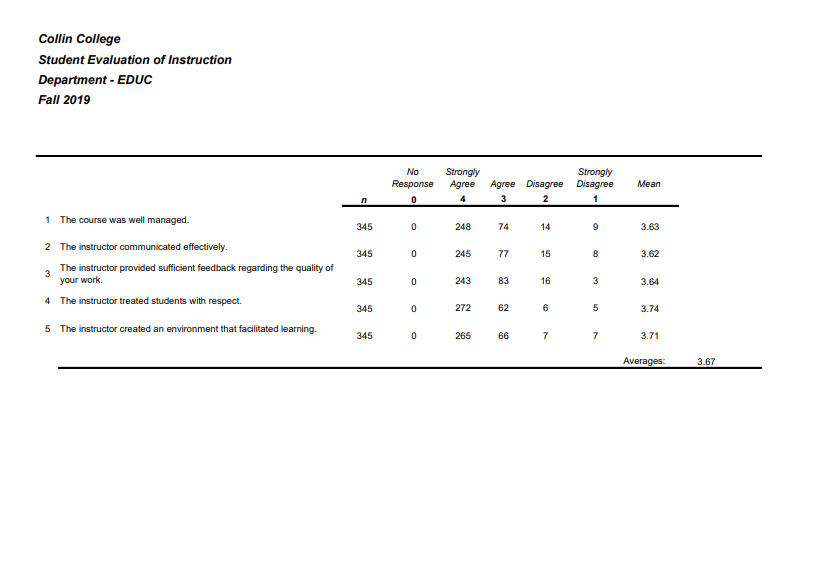 Collin College
Student Evaluation of Instruction
Department - EDUC
Fall 2019
No Strongly Strongly
Response Agree Agree Disagree Disagree Mean
n 0 4 3 2 1
1 The course was well managed.
345 0 248 74 14 9 3.63
2 The instructor communicated effectively.
345 0 245 77 15 8 3.62
3 The instructor provided sufficient feedback regarding the quality of
your work.
345 0 243 83 16 3 3.64
4 The instructor treated students with respect.
345 0 272 62 6 5 3.74
5 The instructor created an environment that facilitated learning.
345 0 265 66 7 7 3.71
Averages: 3.67